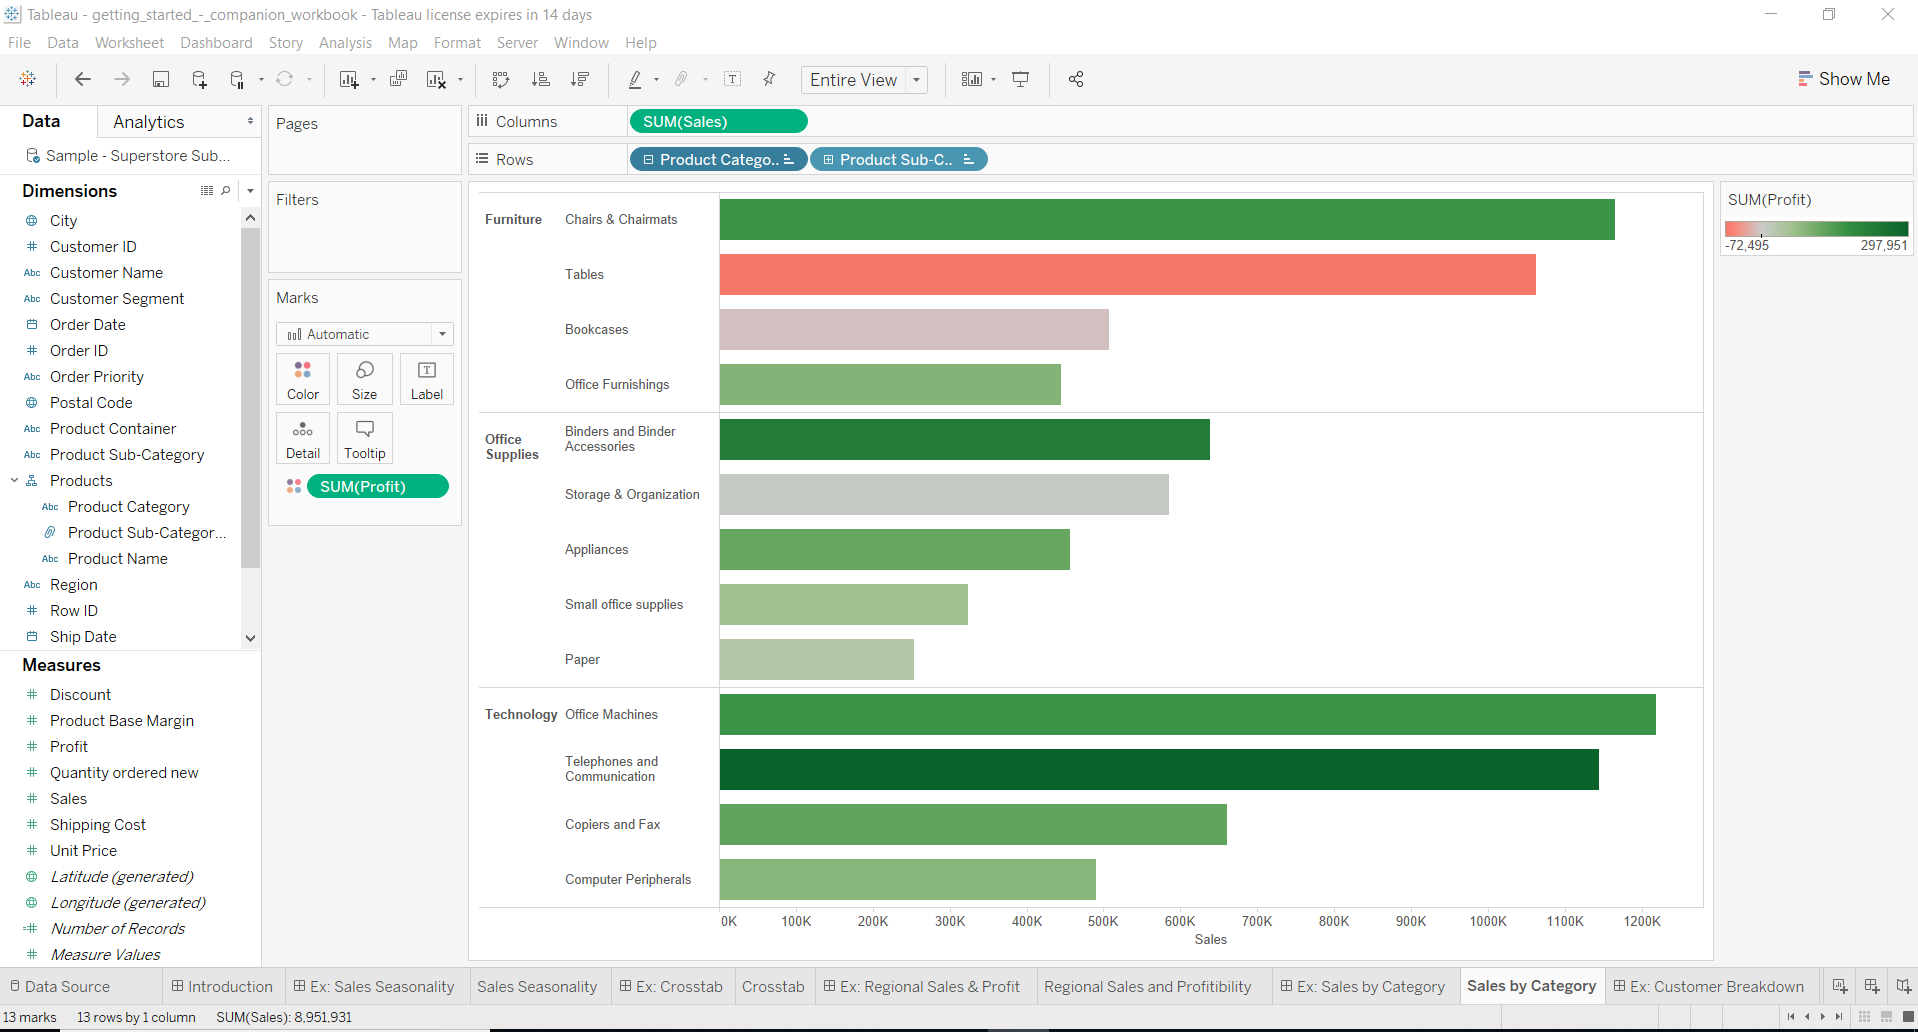 Tableau - getting_started_-_companion_workbook - Tableau license expires in 14 days
File Data Worksheet Dashboard Story Analysis Map Format Server Window Help
Entire View
Show Me
Data
Analytics
Sample - Superstore Sub...
Dimensions
City
# Customer ID
Abc Customer Name
Abc Customer Segment
Order Date
# Order ID
Abc Order Priority
Postal Code
Abc Product Container
Abc Product Sub-Category
Products
Abc Product Category
Product Sub-Categor...
Abc Product Name
Abc Region
# Row ID
Ship Date
Measures
# Discount
# Product Base Margin
# Profit
# Quantity ordered new
# Sales
# Shipping Cost
# Unit Price
Latitude (generated)
Longitude (generated)
=# Number of Records
# Measure Values
Pages
Filters
Marks
Automatic
Color
Size
T
Label
Detail
Tooltip
SUM(Profit)
Columns
SUM(Sales)
Rows
Product Catego..
Product Sub-C..
Furniture
Chairs & Chairmats
Tables
Bookcases
Office Furnishings
Office
Supplies
Binders and Binder
Accessories
Storage & Organization
Appliances
Small office supplies
Paper
Technology
Office Machines
Telephones and
Communication
Copiers and Fax
Computer Peripherals
0K 100K 200K 300K 400K 500K 600K 700K 800K 900K 1000K 1100K 1200K
Sales
SUM(Profit)
-72,495 297,951
Data Source
Introduction
Ex: Sales Seasonality
Sales Seasonality
Ex: Crosstab
Crosstab
Ex: Regional Sales & Profit
Regional Sales and Profitibility
Ex: Sales by Category
Sales by Category
Ex: Customer Breakdown
13 marks 13 rows by 1 column SUM(Sales): 8,951,931